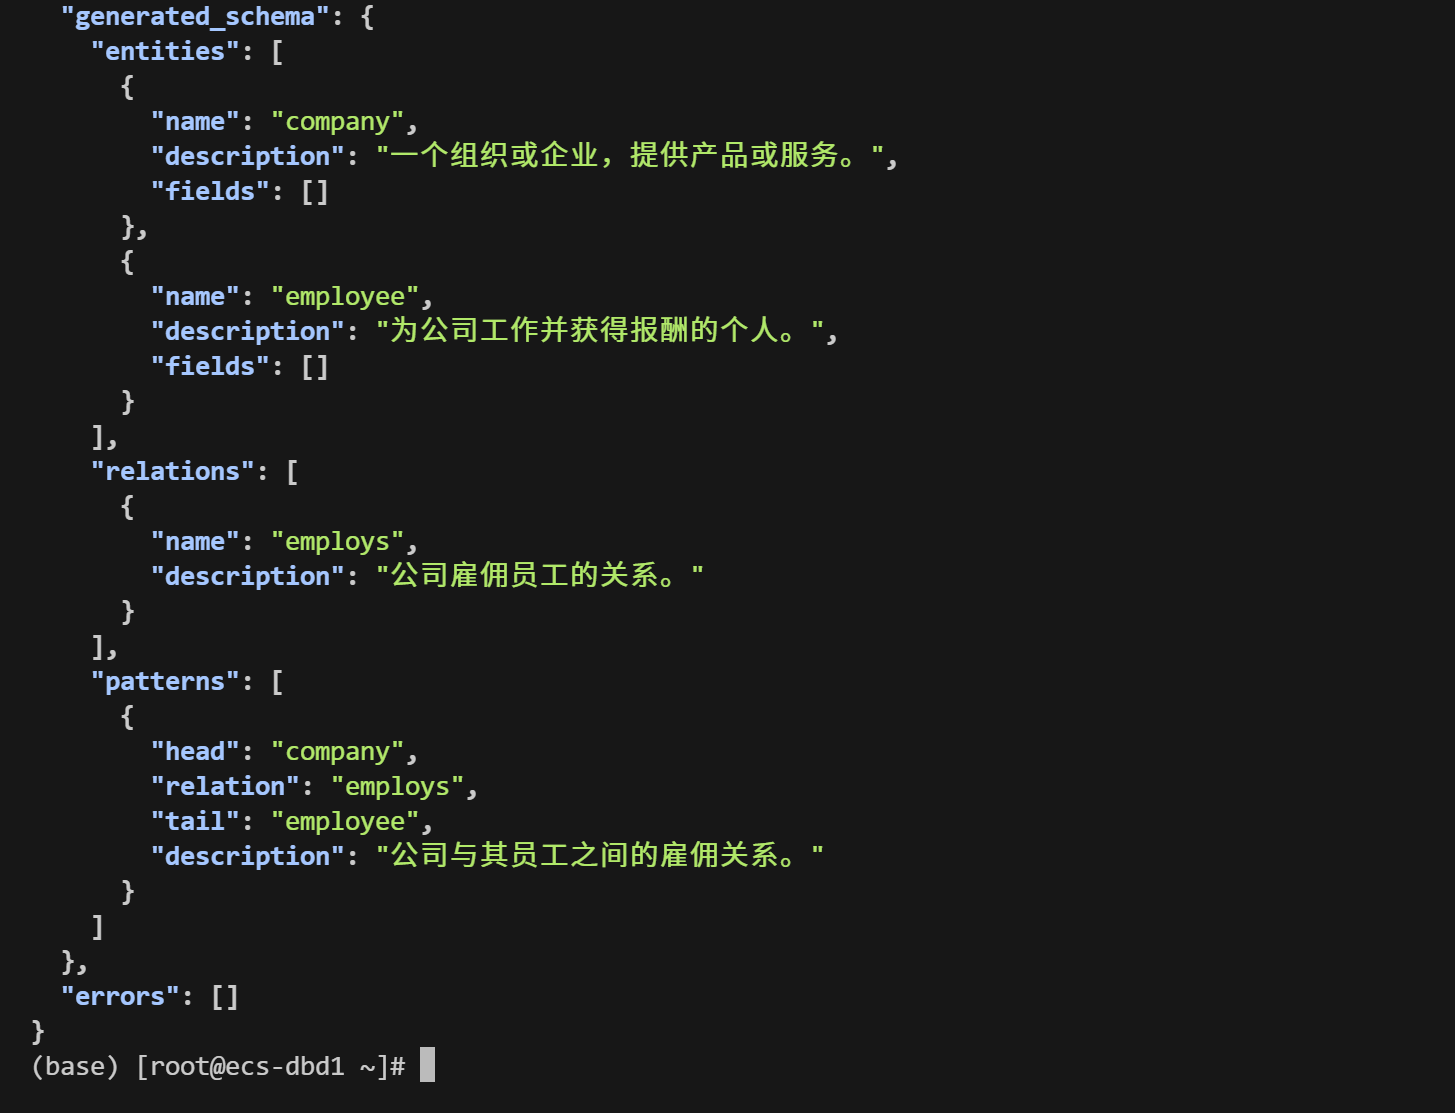 "generated_schema": {
"entities": [
{
"name": "company",
"description": "一个组织或企业，提供产品或服务。",
"fields": []
},
{
"name": "employee",
"description": "为公司工作并获得报酬的个人。",
"fields": []
}
],
"relations": [
{
"name": "employs",
"description": "公司雇佣员工的关系。"
}
],
"patterns": [
{
"head": "company",
"relation": "employs",
"tail": "employee",
"description": "公司与其员工之间的雇佣关系。"
}
]
},
"errors": []
}
(base) [root@ecs-dbd1 ~]#